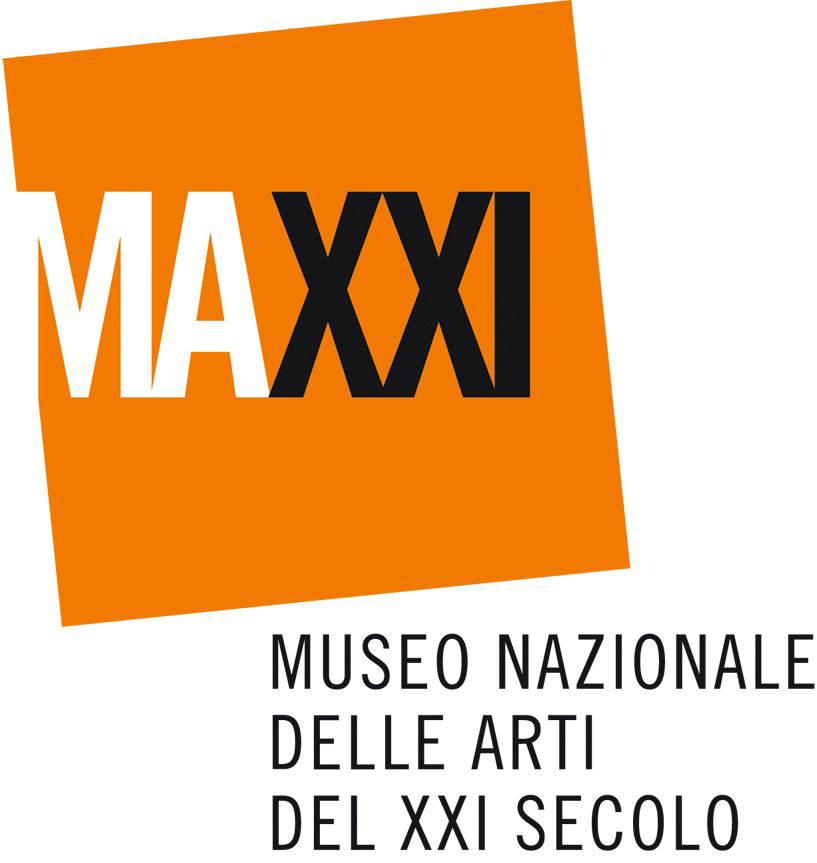 MAXXI
MUSEO NAZIONALE
DELLE ARTI
DEL XXI SECOLO